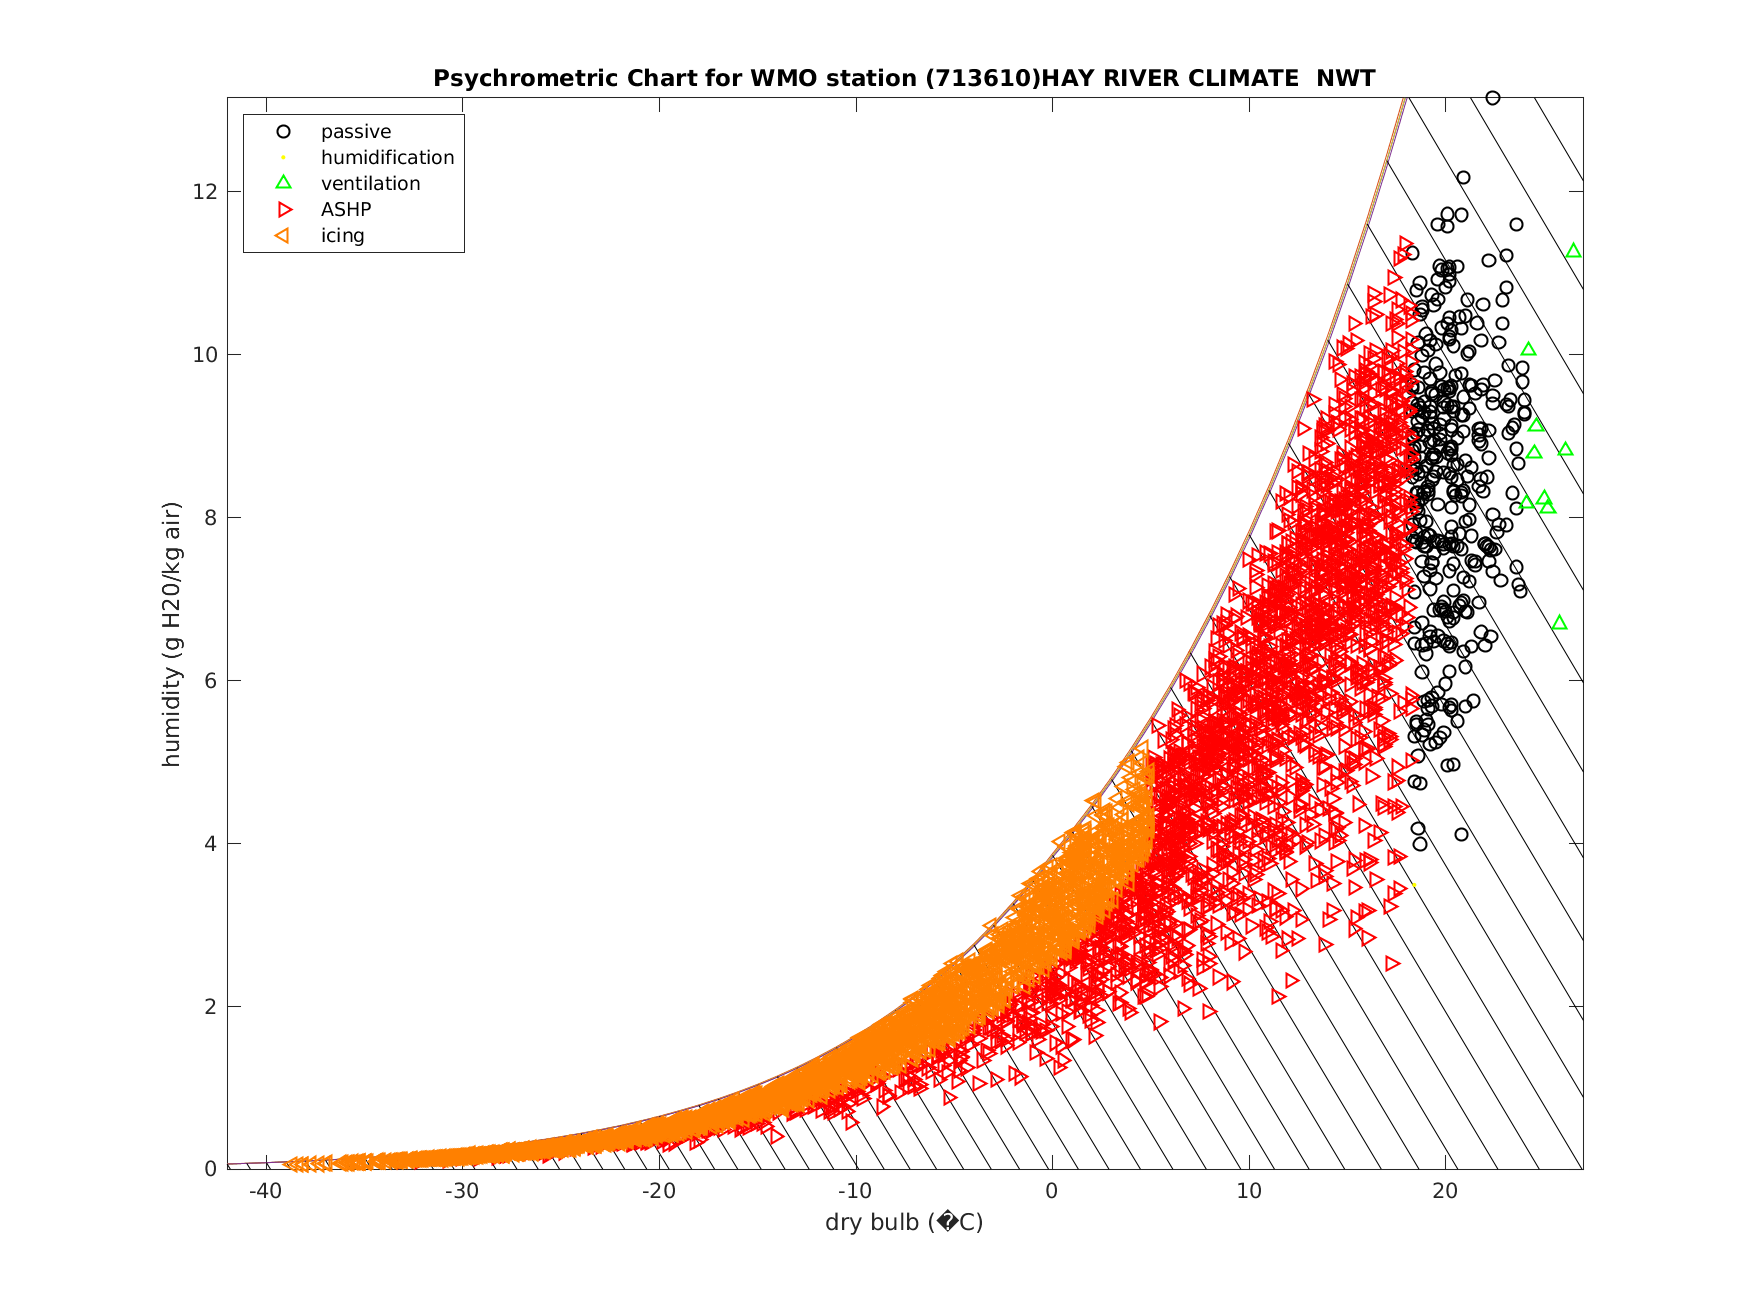 Psychrometric Chart for WMO station (713610)HAY RIVER CLIMATE  NWT
passive
humidification
ventilation
ASHP
icing
humidity (g H20/kg air)
12
10
8
6
4
2
0
-40 -30 -20 -10 0 10 20
dry bulb (�C)